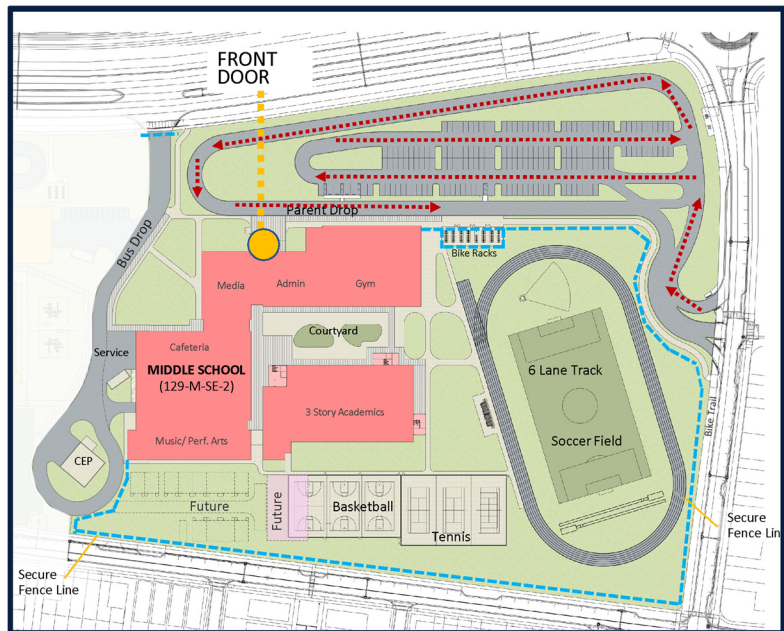 FRONT
DOOR
Parent Drop
Bus Drop
Bike Racks
Media
Admin
Gym
Courtyard
Service
Cafeteria
MIDDLE SCHOOL
(129-M-SE-2)
6 Lane Track
3 Story Academics
Soccer Field
Bike Trail
Music/ Perf. Arts
CEP
Future
Future
Basketball
Tennis
Secure
Fence Lin
Secure
Fence Line